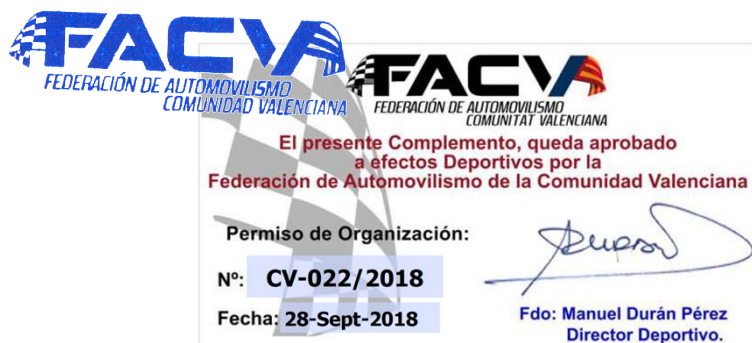 FACV
FEDERACIÓN DE AUTOMOVILISMO
COMUNIDAD VALENCIANA
FACV
FEDERACIÓN DE AUTOMOVILISMO
COMUNITAT VALENCIANA
El presente Complemento, queda aprobado
a efectos Deportivos por la
Federación de Automovilismo de la Comunidad Valenciana
Permiso de Organización:
Nº: CV-022/2018
Fecha: 28-Sept-2018
Fdo: Manuel Durán Pérez
Director Deportivo.